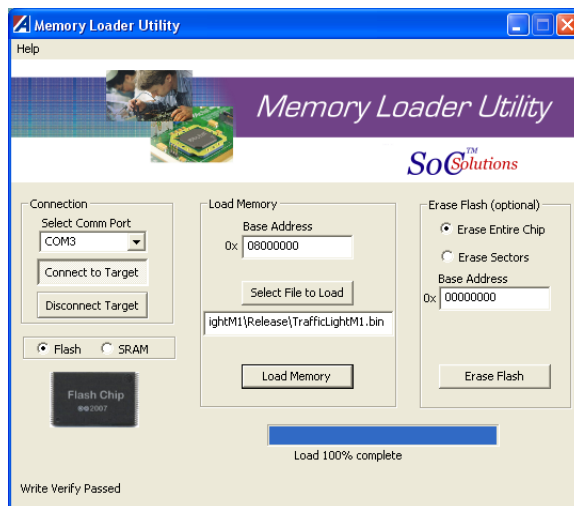 Memory Loader Utility
Help
Memory Loader Utility
SoC Solutions™
Connection
Select Comm Port
COM3
Connect to Target
Disconnect Target
Flash SRAM
Flash Chip
©®2007
Load Memory
Base Address
0x 08000000
Select File to Load
ightM1\Release\TrafficLightM1.bin
Load Memory
Erase Flash (optional)
Erase Entire Chip
Erase Sectors
Base Address
0x 00000000
Erase Flash
Load 100% complete
Write Verify Passed